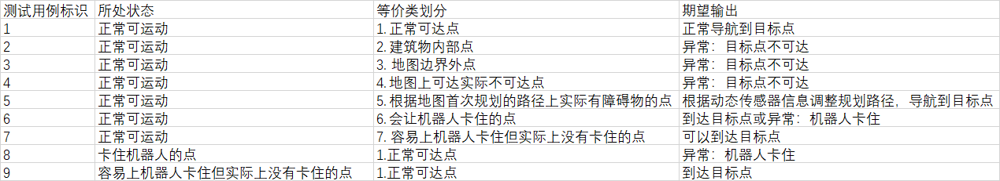 测试用例标识 所处状态 等价类划分 期望输出
1 正常可运动 1.正常可达点 正常导航到目标点
2 正常可运动 2.建筑物内部点 异常：目标点不可达
3 正常可运动 3. 地图边界外点 异常：目标点不可达
4 正常可运动 4.地图上可达实际不可达点 异常：目标点不可达
5 正常可运动 5.根据地图首次规划的路径上实际有障碍物的点 根据动态传感器信息调整规划路径，导航到目标点
6 正常可运动 6.会让机器人卡住的点 到达目标点或异常：机器人卡住
7 正常可运动 7. 容易上机器人卡住但实际上没有卡住的点 可以到达目标点
8 卡住机器人的点 1.正常可达点 异常：机器人卡住
9 容易上机器人卡住但实际上没有卡住的点 1.正常可达点 到达目标点